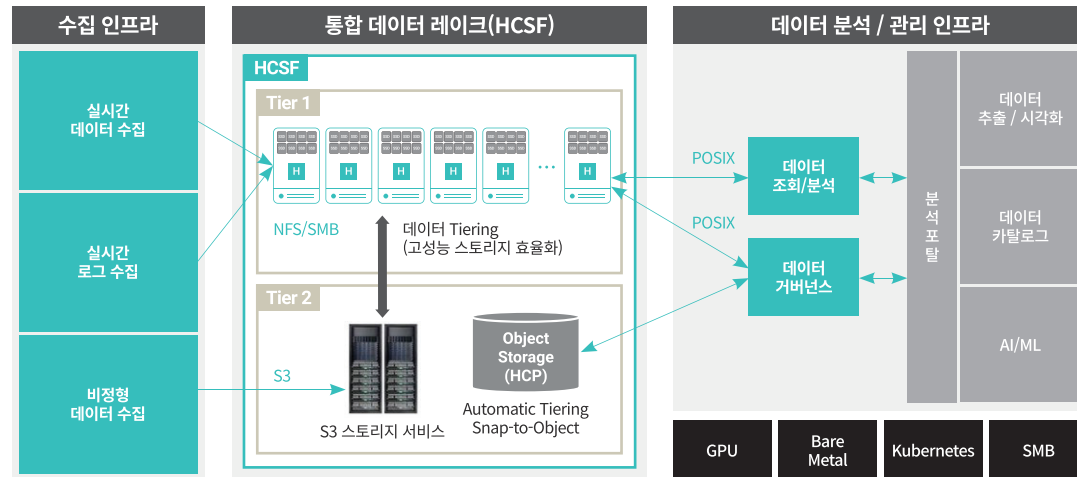 수집 인프라
통합 데이터 레이크(HCSF)
데이터 분석 / 관리 인프라
실시간
데이터 수집
실시간
로그 수집
비정형
데이터 수집
HCSF
Tier 1
H
H
H
H
H
...
H
NFS/SMB
데이터 Tiering
(고성능 스토리지 효율화)
Tier 2
S3
S3 스토리지 서비스
Object
Storage
(HCP)
Automatic Tiering
Snap-to-Object
POSIX
POSIX
데이터
조회/분석
데이터
거버넌스
분석포탈
데이터
추출 / 시각화
데이터
카탈로그
AI/ML
GPU
Bare
Metal
Kubernetes
SMB